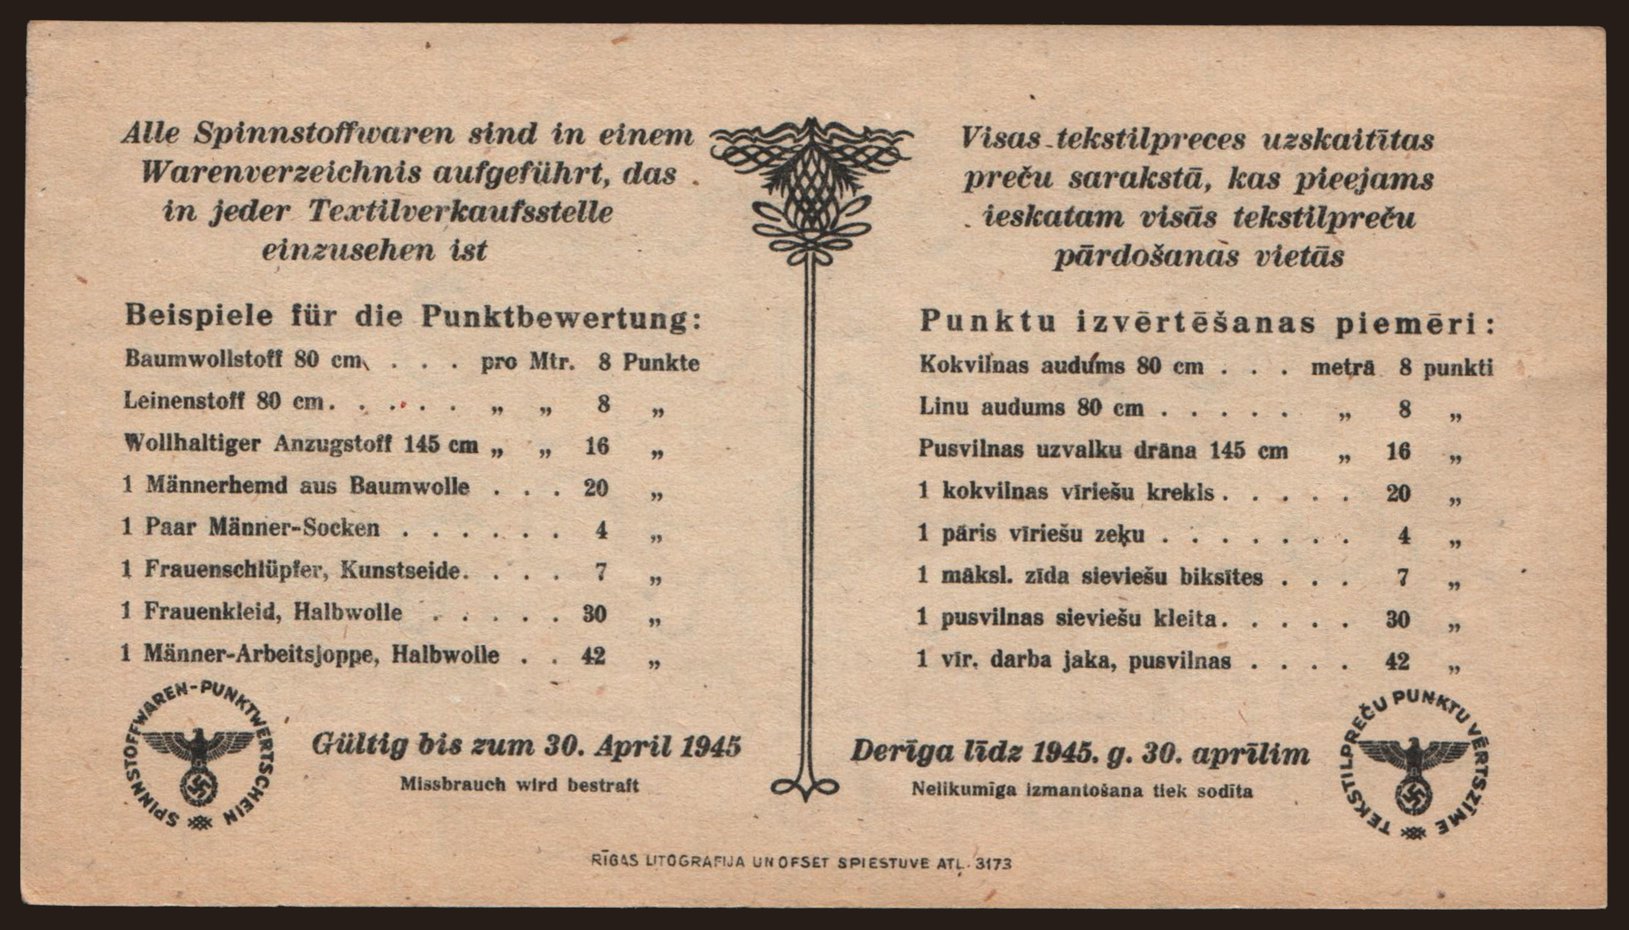 Alle Spinnstoffwaren sind in einem
Warenverzeichnis aufgeführt, das
in jeder Textilverkaufsstelle
einzusehen ist
Beispiele für die Punktbewertung:
Baumwollstoff 80 cm . . . pro Mtr. 8 Punkte
Leinenstoff 80 cm . . . . . „ „ 8 „
Wollhaltiger Anzugstoff 145 cm „ „ 16 „
1 Männerhemd aus Baumwolle . . . 20 „
1 Paar Männer-Socken . . . . . . 4 „
1 Frauenschlüpfer, Kunstseide. . . . 7 „
1 Frauenkleid, Halbwolle . . . . . 30 „
1 Männer-Arbeitsjoppe, Halbwolle . . 42 „
SPINNSTOFFWAREN-PUNKTWERTSCHEIN
Gültig bis zum 30. April 1945
Missbrauch wird bestraft
Visas tekstilpreces uzskaitītas
preču sarakstā, kas pieejams
ieskatam visās tekstilpreču
pārdošanas vietās
Punktu izvērtēšanas piemēri:
Kokvilnas audums 80 cm . . . metrā 8 punkti
Linu audums 80 cm . . . . . „ 8 „
Pusvilnas uzvalku drāna 145 cm „ 16 „
1 kokvilnas vīriešu krekls . . . . . 20 „
1 pāris vīriešu zeķu . . . . . . . 4 „
1 māksl. zīda sieviešu biksītes . . . 7 „
1 pusvilnas sieviešu kleita. . . . . 30 „
1 vīr. darba jaka, pusvilnas . . . . 42 „
Derīga līdz 1945. g. 30. aprīlim
Nelikumīga izmantošana tiek sodīta
TEKSTILPREČU PUNKTU VĒRTSZĪME
RĪGAS LITOGRAFIJA UN OFSET SPIESTUVE ATĻ. 3173